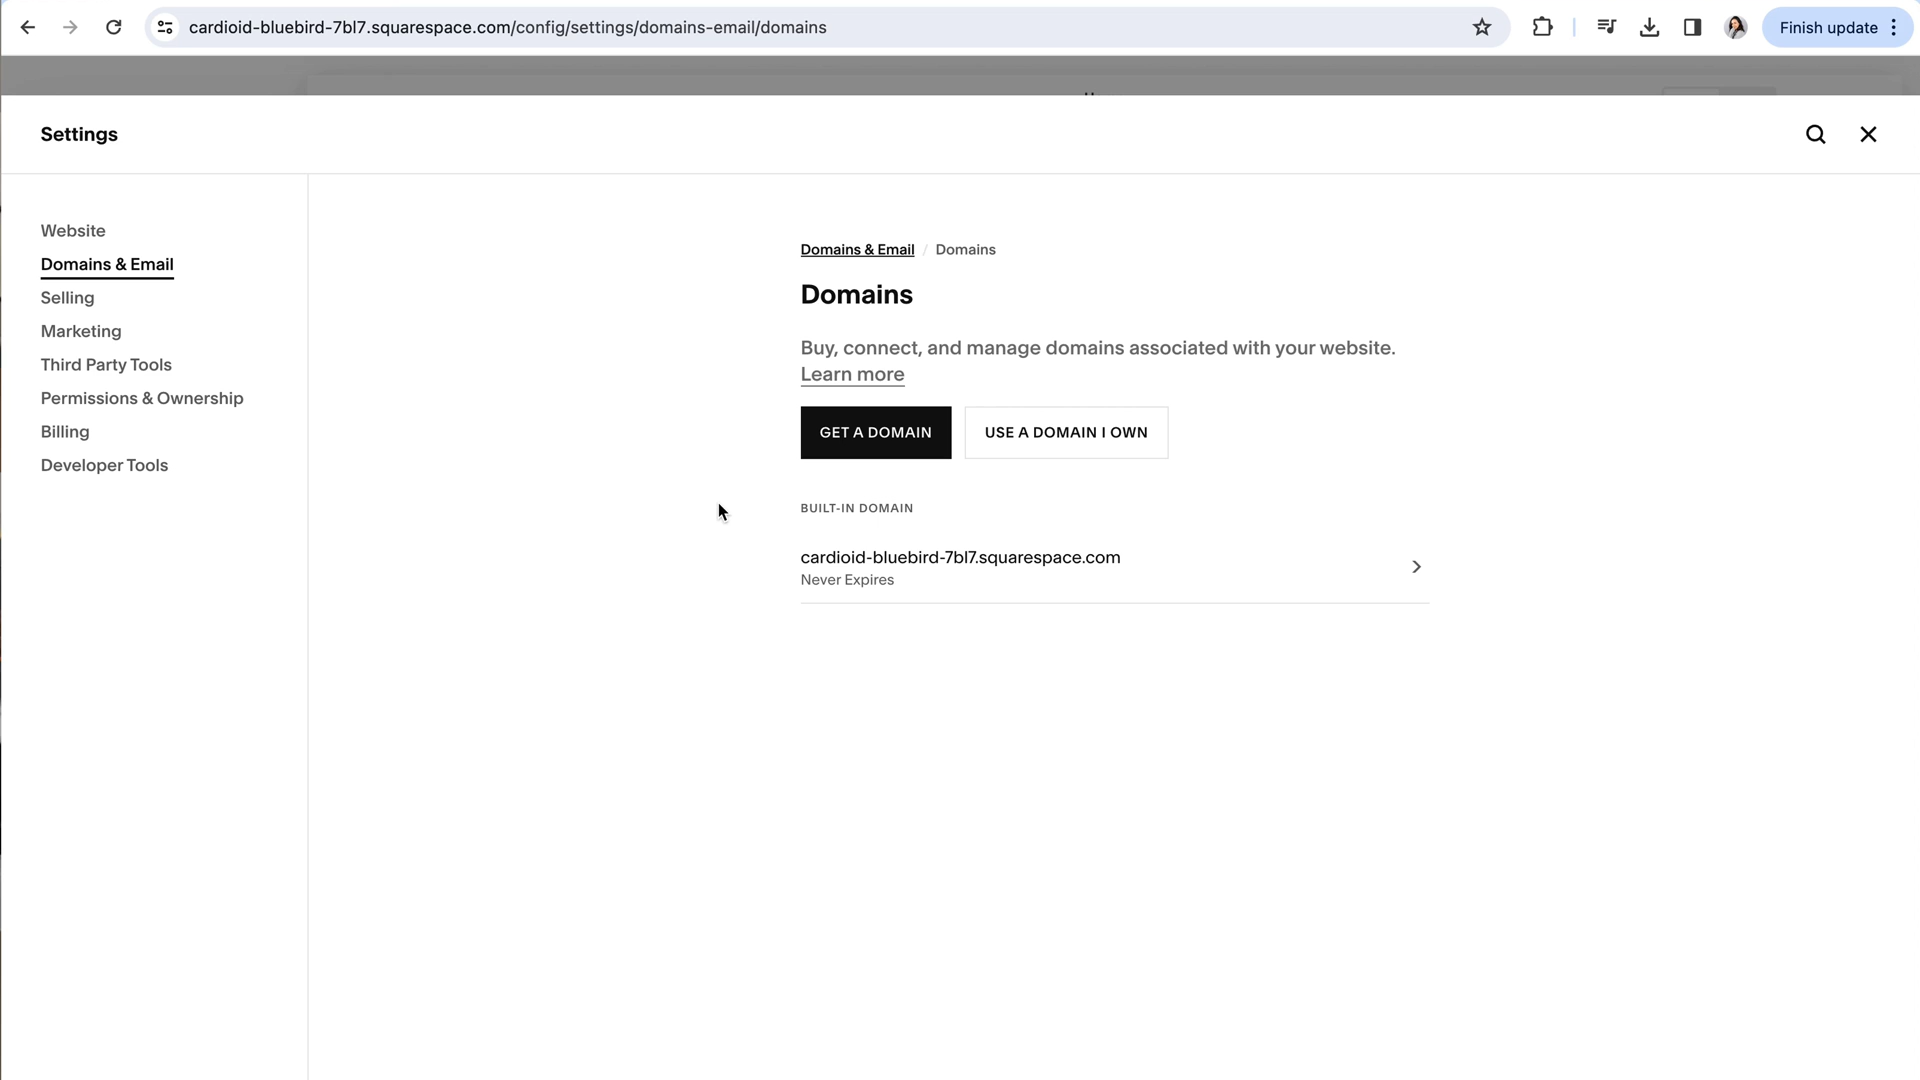 cardioid-bluebird-7bl7.squarespace.com/config/settings/domains-email/domains
Finish update
Settings
Website
Domains & Email
Selling
Marketing
Third Party Tools
Permissions & Ownership
Billing
Developer Tools
Domains & Email / Domains
Domains
Buy, connect, and manage domains associated with your website.
Learn more
GET A DOMAIN
USE A DOMAIN I OWN
BUILT-IN DOMAIN
cardioid-bluebird-7bl7.squarespace.com
Never Expires